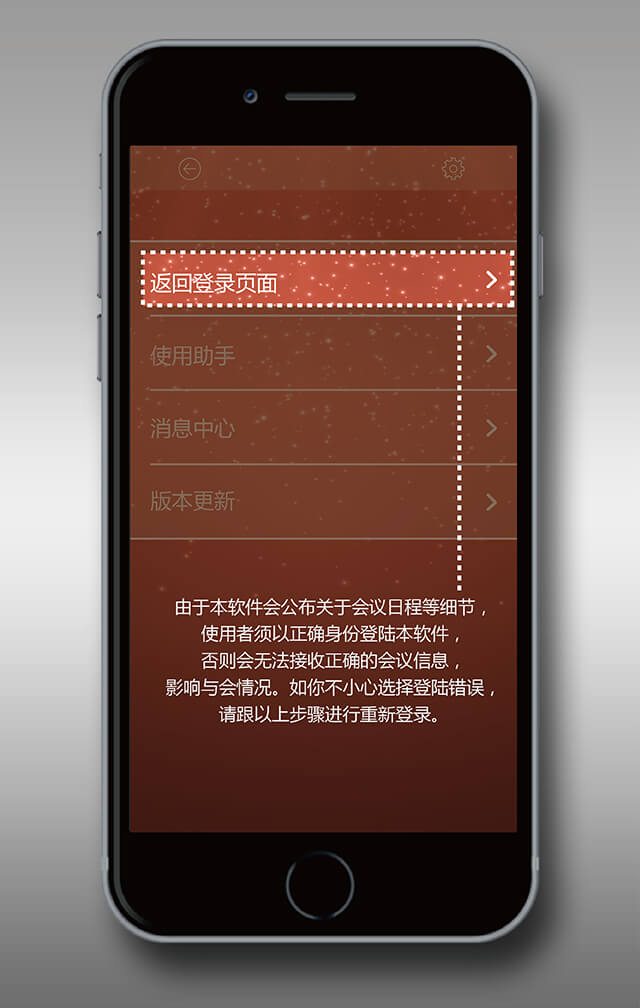 返回登录页面
使用助手
消息中心
版本更新
由于本软件会公布关于会议日程等细节，
使用者须以正确身份登陆本软件，
否则会无法接收正确的会议信息，
影响与会情况。如你不小心选择登陆错误，
请跟以上步骤进行重新登录。